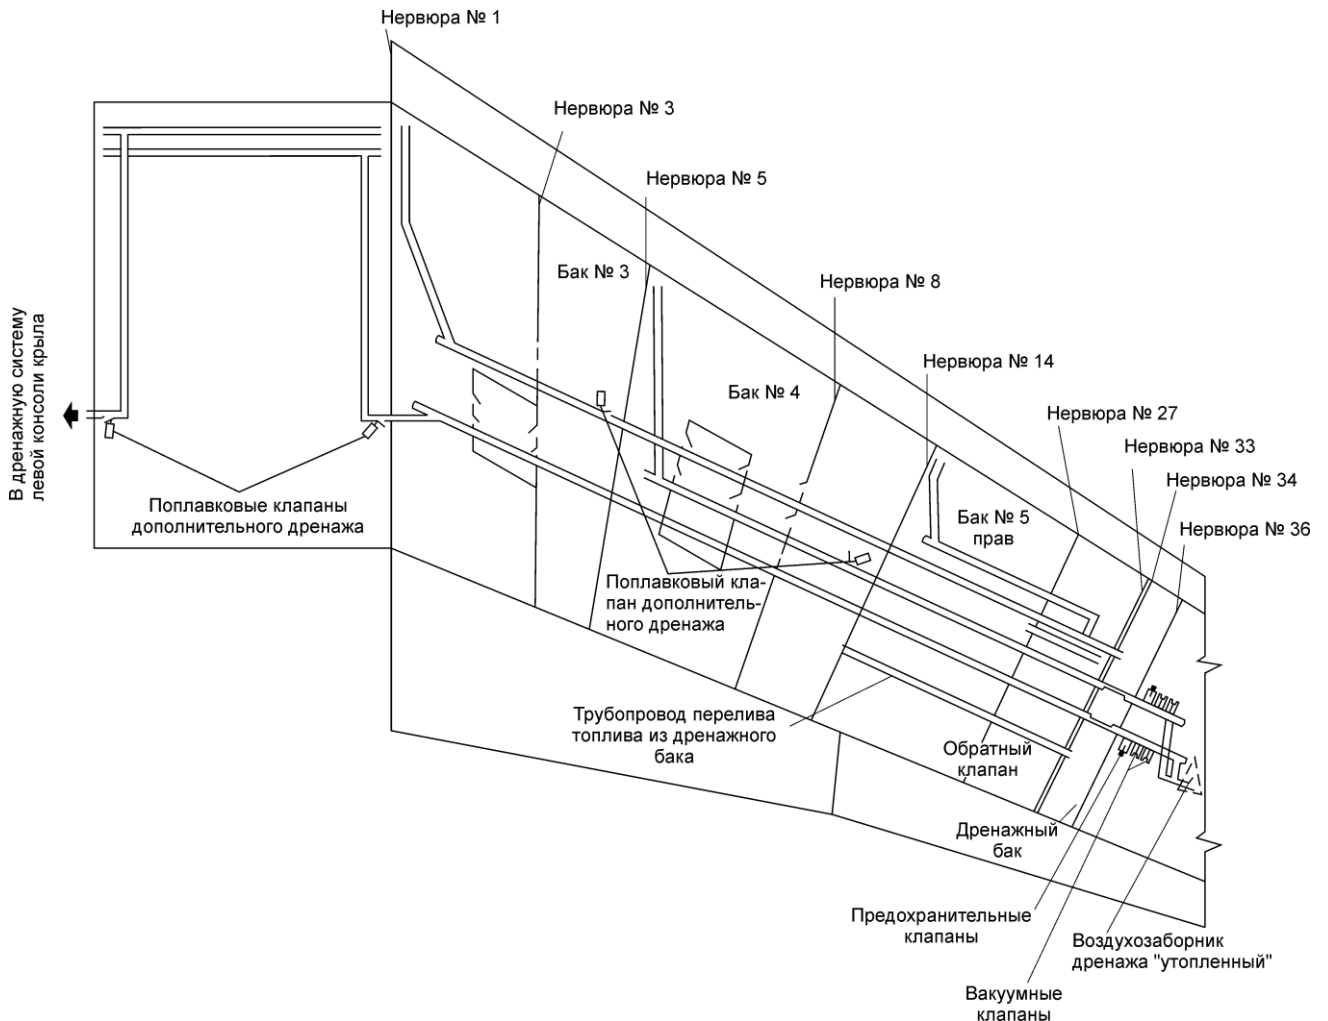 Нервюра № 1
Нервюра № 3
Нервюра № 5
Бак № 3
Нервюра № 8
В дренажную систему
левой консоли крыла
Нервюра № 14
Бак № 4
Нервюра № 27
Нервюра № 33
Нервюра № 34
Поплавковые клапаны
дополнительного дренажа
Бак № 5
прав
Нервюра № 36
Поплавковый кла-
пан дополнитель-
ного дренажа
Трубопровод перелива
топлива из дренажного
бака
Обратный
клапан
Дренажный
бак
Предохранительные
клапаны
Воздухозаборник
дренажа "утопленный"
Вакуумные
клапаны